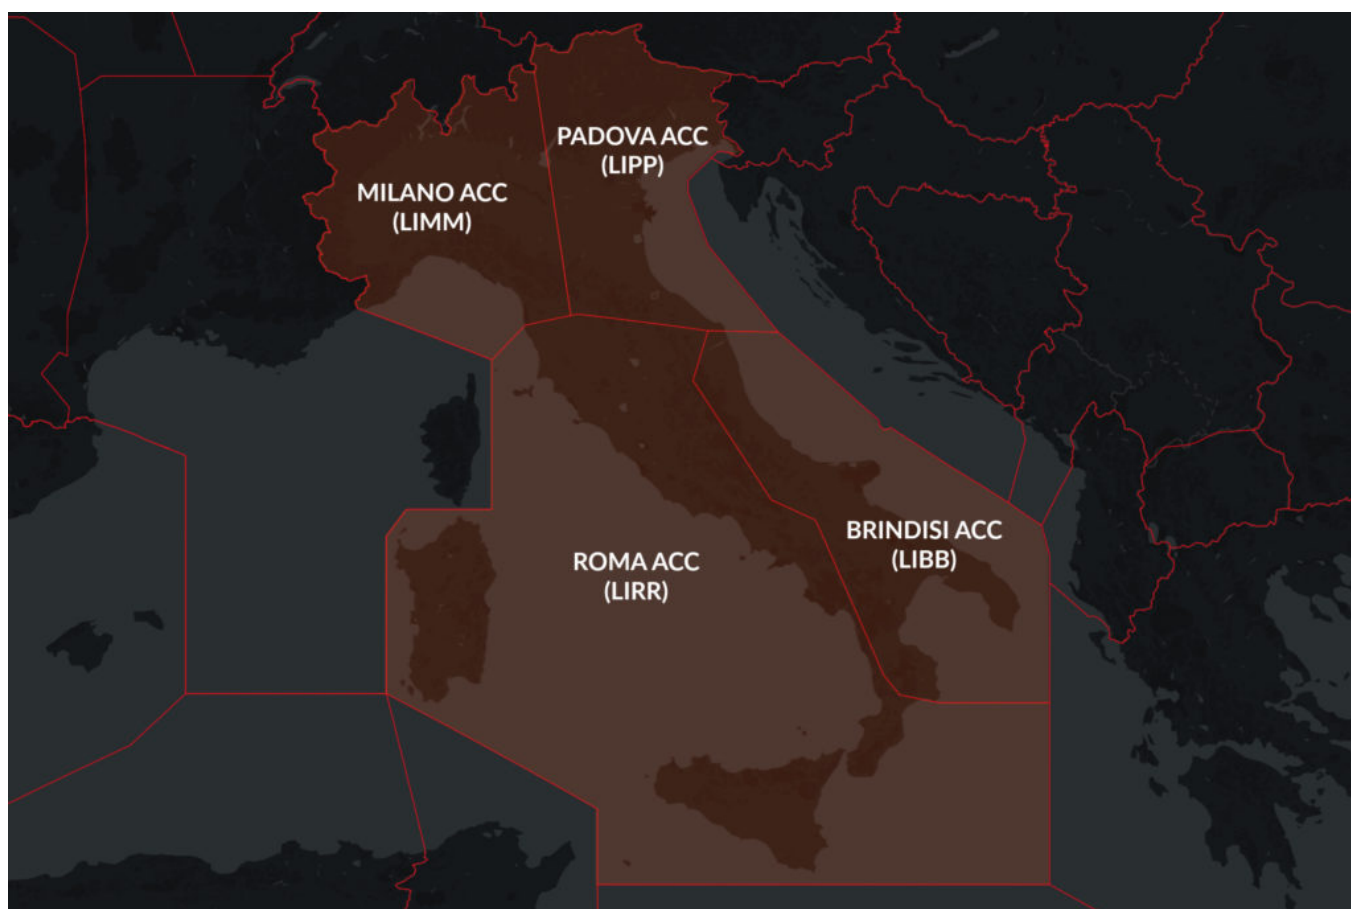 PADOVA ACC
(LIPP)
MILANO ACC
(LIMM)
BRINDISI ACC
(LIBB)
ROMA ACC
(LIRR)